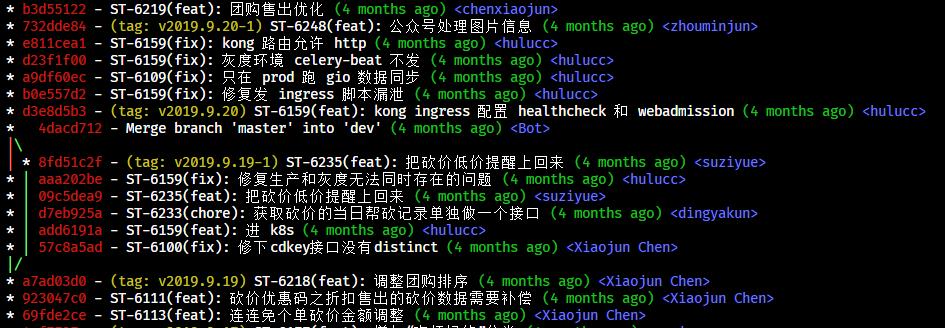 * b3d55122 - ST-6219(feat): 团购售出优化 (4 months ago) <chenxiaojun>
* 732dde84 - (tag: v2019.9.20-1) ST-6248(feat): 公众号处理图片信息 (4 months ago) <zhouminjun>
* e811cea1 - ST-6159(fix): kong 路由允许 http (4 months ago) <hulucc>
* d23f1f00 - ST-6159(fix): 灰度环境 celery-beat 不发 (4 months ago) <hulucc>
* a9df60ec - ST-6109(fix): 只在 prod 跑 gio 数据同步 (4 months ago) <hulucc>
* b0e557d2 - ST-6159(fix): 修复发 ingress 脚本漏泄 (4 months ago) <hulucc>
* d3e8d5b3 - (tag: v2019.9.20) ST-6159(feat): kong ingress 配置 healthcheck 和 webadmission (4 months ago) <hulucc>
* 4dacd712 - Merge branch 'master' into 'dev' (4 months ago) <Bot>
|\
| * 8fd51c2f - (tag: v2019.9.19-1) ST-6235(feat): 把砍价低价提醒上回来 (4 months ago) <suziyue>
* | aaa202be - ST-6159(fix): 修复生产和灰度无法同时存在的问题 (4 months ago) <hulucc>
* | 09c5dea9 - ST-6235(feat): 把砍价低价提醒上回来 (4 months ago) <suziyue>
* | d7eb925a - ST-6233(chore): 获取砍价的当日帮砍记录单独做一个接口 (4 months ago) <dingyakun>
* | add6191a - ST-6159(feat): 进 k8s (4 months ago) <hulucc>
* | 57c8a5ad - ST-6100(fix): 修下cdkey接口没有distinct (4 months ago) <Xiaojun Chen>
|/
* a7ad03d0 - (tag: v2019.9.19) ST-6218(feat): 调整团购排序 (4 months ago) <Xiaojun Chen>
* 923047c0 - ST-6111(feat): 砍价优惠码之折扣售出的砍价数据需要补偿 (4 months ago) <Xiaojun Chen>
* 69fde2ce - ST-6113(feat): 连连免个单砍价金额调整 (4 months ago) <Xiaojun Chen>